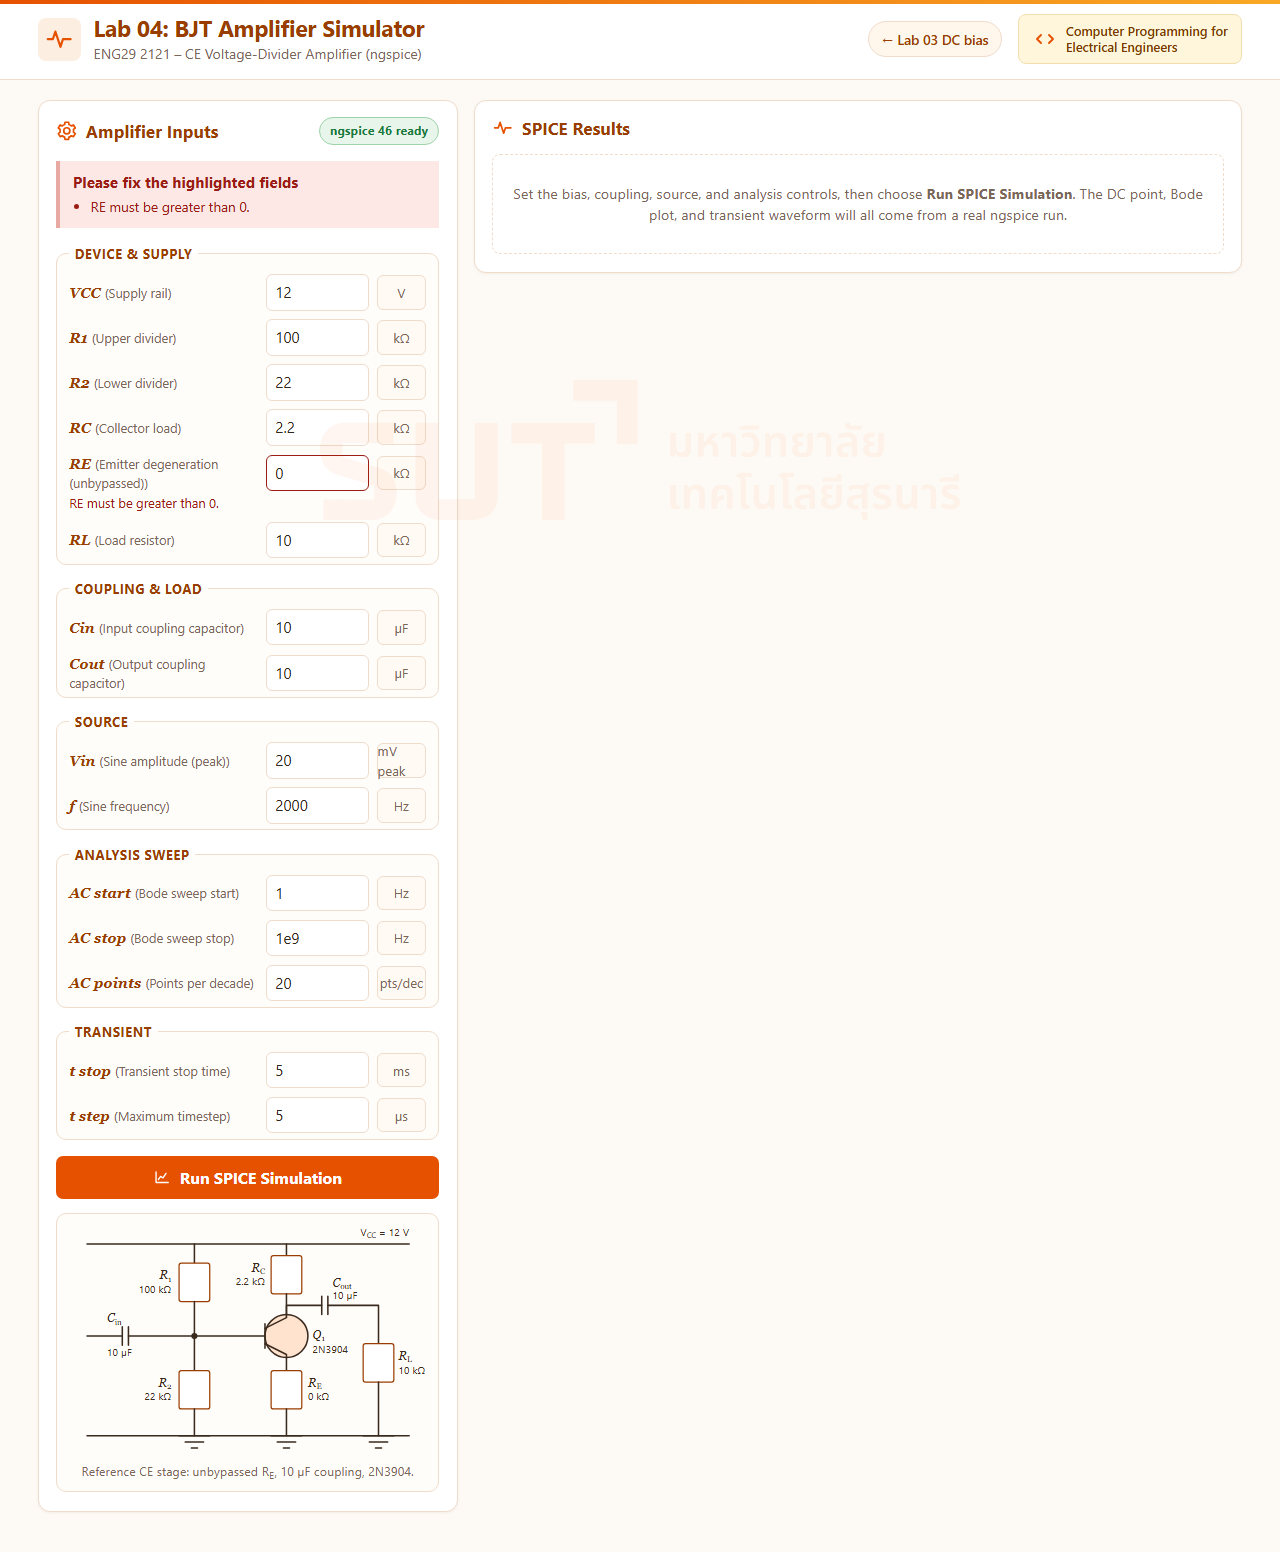 Lab 04: BJT Amplifier Simulator
ENG29 2121 – CE Voltage-Divider Amplifier (ngspice)
← Lab 03 DC bias
Computer Programming for
Electrical Engineers
Amplifier Inputs
ngspice 46 ready
Please fix the highlighted fields
• RE must be greater than 0.
DEVICE & SUPPLY
VCC (Supply rail) 12 V
R1 (Upper divider) 100 kΩ
R2 (Lower divider) 22 kΩ
RC (Collector load) 2.2 kΩ
RE (Emitter degeneration
(unbypassed)) 0 kΩ
RE must be greater than 0.
RL (Load resistor) 10 kΩ
COUPLING & LOAD
Cin (Input coupling capacitor) 10 µF
Cout (Output coupling
capacitor) 10 µF
SOURCE
Vin (Sine amplitude (peak)) 20 mV
peak
f (Sine frequency) 2000 Hz
ANALYSIS SWEEP
AC start (Bode sweep start) 1 Hz
AC stop (Bode sweep stop) 1e9 Hz
AC points (Points per decade) 20 pts/dec
TRANSIENT
t stop (Transient stop time) 5 ms
t step (Maximum timestep) 5 µs
Run SPICE Simulation
VCC = 12 V
R1
100 kΩ
RC
2.2 kΩ
Cout
10 µF
Cin
10 µF
Q1
2N3904
RL
10 kΩ
R2
22 kΩ
RE
0 kΩ
Reference CE stage: unbypassed RE, 10 µF coupling, 2N3904.
SPICE Results
Set the bias, coupling, source, and analysis controls, then choose Run SPICE Simulation. The DC point, Bode
plot, and transient waveform will all come from a real ngspice run.
SUT
มหาวิทยาลัย
เทคโนโลยีสุรนารี